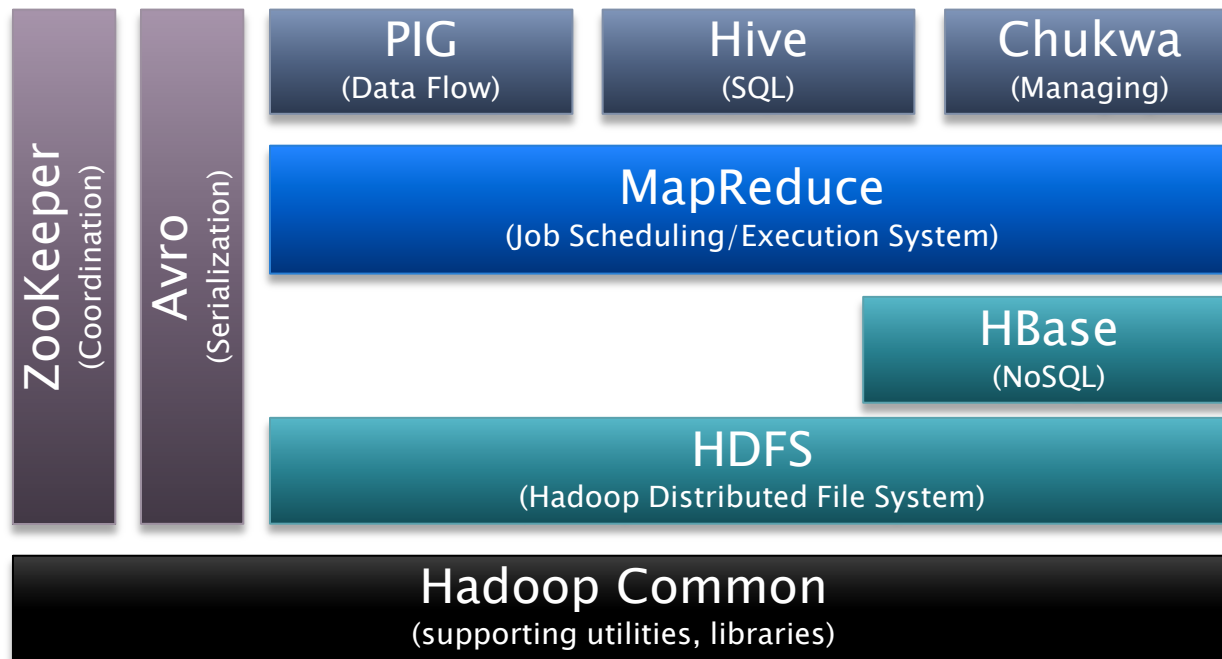 ZooKeeper
(Coordination)
Avro
(Serialization)
PIG
(Data Flow)
Hive
(SQL)
Chukwa
(Managing)
MapReduce
(Job Scheduling/Execution System)
HBase
(NoSQL)
HDFS
(Hadoop Distributed File System)
Hadoop Common
(supporting utilities, libraries)